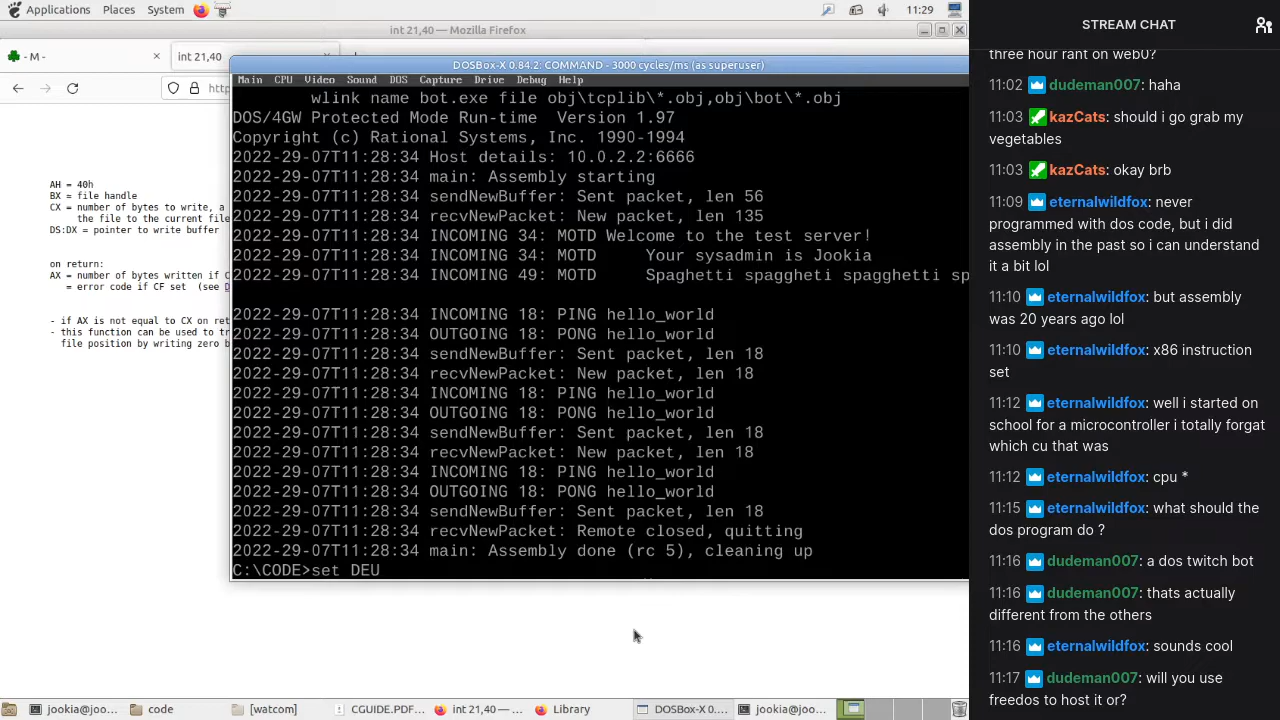 Applications Places System 11:29
int 21,40 — Mozilla Firefox
- M - × int 21,40
DOSBox-X 0.84.2: COMMAND - 3000 cycles/ms (as superuser)
Main CPU Video Sound DOS Capture Drive Debug Help
AH = 40h
BX = file handle
CX = number of bytes to write, a
the file to the current file
DS:DX = pointer to write buffer
on return:
AX = number of bytes written if C
= error code if CF set (see D
- if AX is not equal to CX on ret
- this function can be used to tr
file position by writing zero b
wlink name bot.exe file obj\tcplib\*.obj,obj\bot\*.obj
DOS/4GW Protected Mode Run-time Version 1.97
Copyright (c) Rational Systems, Inc. 1990-1994
2022-29-07T11:28:34 Host details: 10.0.2.2:6666
2022-29-07T11:28:34 main: Assembly starting
2022-29-07T11:28:34 sendNewBuffer: Sent packet, len 56
2022-29-07T11:28:34 recvNewPacket: New packet, len 135
2022-29-07T11:28:34 INCOMING 34: MOTD Welcome to the test server!
2022-29-07T11:28:34 INCOMING 34: MOTD Your sysadmin is Jookia
2022-29-07T11:28:34 INCOMING 49: MOTD Spaghetti spaggheti spagghetti sp
2022-29-07T11:28:34 INCOMING 18: PING hello_world
2022-29-07T11:28:34 OUTGOING 18: PONG hello_world
2022-29-07T11:28:34 sendNewBuffer: Sent packet, len 18
2022-29-07T11:28:34 recvNewPacket: New packet, len 18
2022-29-07T11:28:34 INCOMING 18: PING hello_world
2022-29-07T11:28:34 OUTGOING 18: PONG hello_world
2022-29-07T11:28:34 sendNewBuffer: Sent packet, len 18
2022-29-07T11:28:34 recvNewPacket: New packet, len 18
2022-29-07T11:28:34 INCOMING 18: PING hello_world
2022-29-07T11:28:34 OUTGOING 18: PONG hello_world
2022-29-07T11:28:34 sendNewBuffer: Sent packet, len 18
2022-29-07T11:28:34 recvNewPacket: Remote closed, quitting
2022-29-07T11:28:34 main: Assembly done (rc 5), cleaning up
C:\CODE>set DEU
jookia@joo... code [watcom] CGUIDE.PDF... int 21,40 —... Library DOSBox-X 0.... jookia@joo...
STREAM CHAT
three hour rant on web0?
11:02 dudeman007: haha
11:03 kazCats: should i go grab my
vegetables
11:03 kazCats: okay brb
11:09 eternalwildfox: never
programmed with dos code, but i did
assembly in the past so i can understand
it a bit lol
11:10 eternalwildfox: but assembly
was 20 years ago lol
11:10 eternalwildfox: x86 instruction
set
11:12 eternalwildfox: well i started on
school for a microcontroller i totally forgat
which cu that was
11:12 eternalwildfox: cpu *
11:15 eternalwildfox: what should the
dos program do ?
11:16 dudeman007: a dos twitch bot
11:16 dudeman007: thats actually
different from the others
11:16 eternalwildfox: sounds cool
11:17 dudeman007: will you use
freedos to host it or?